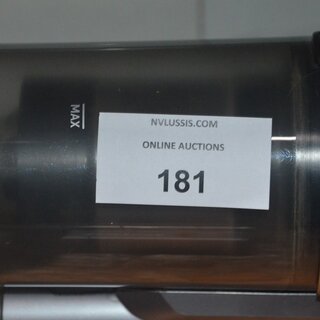 MAX
NVLUSSIS.COM
ONLINE AUCTIONS
181